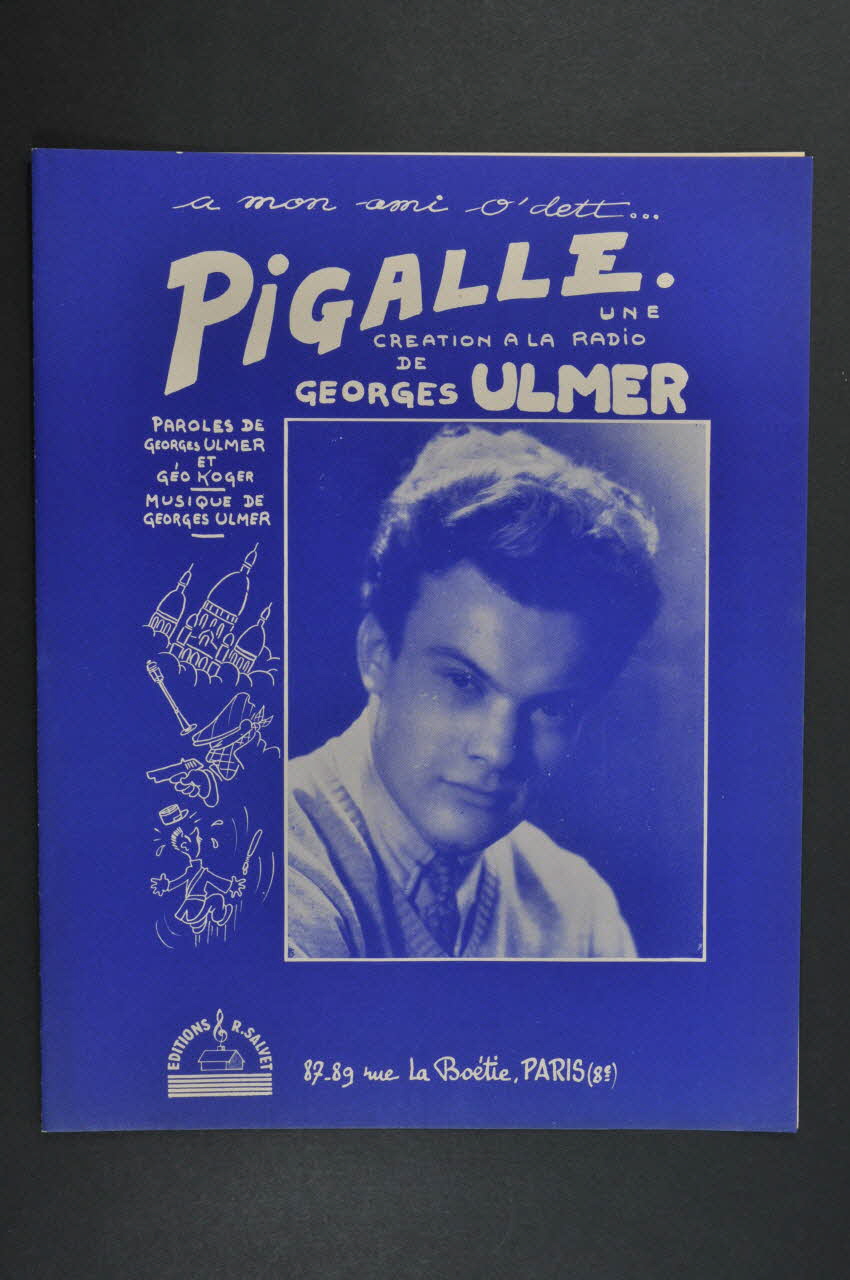 a mon ami o'dett...
PiGALLE.
UNE
CREATION A LA RADiO
DE
GEORGES ULMER
PAROLES DE
GEORGES ULMER
ET
GÉO KOGER
MUSIQUE DE
GEORGES ULMER
EDITIONS R. SALVET
87-89 rue La Boétie, PARIS (8e)